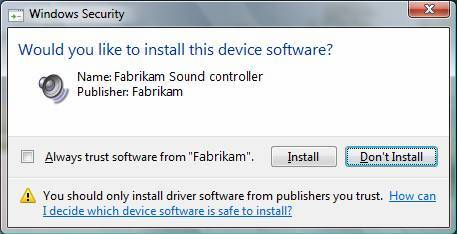 Windows Security
Would you like to install this device software?
Name: Fabrikam Sound controller
Publisher: Fabrikam
Always trust software from "Fabrikam". Install Don't Install
You should only install driver software from publishers you trust. How can
I decide which device software is safe to install?